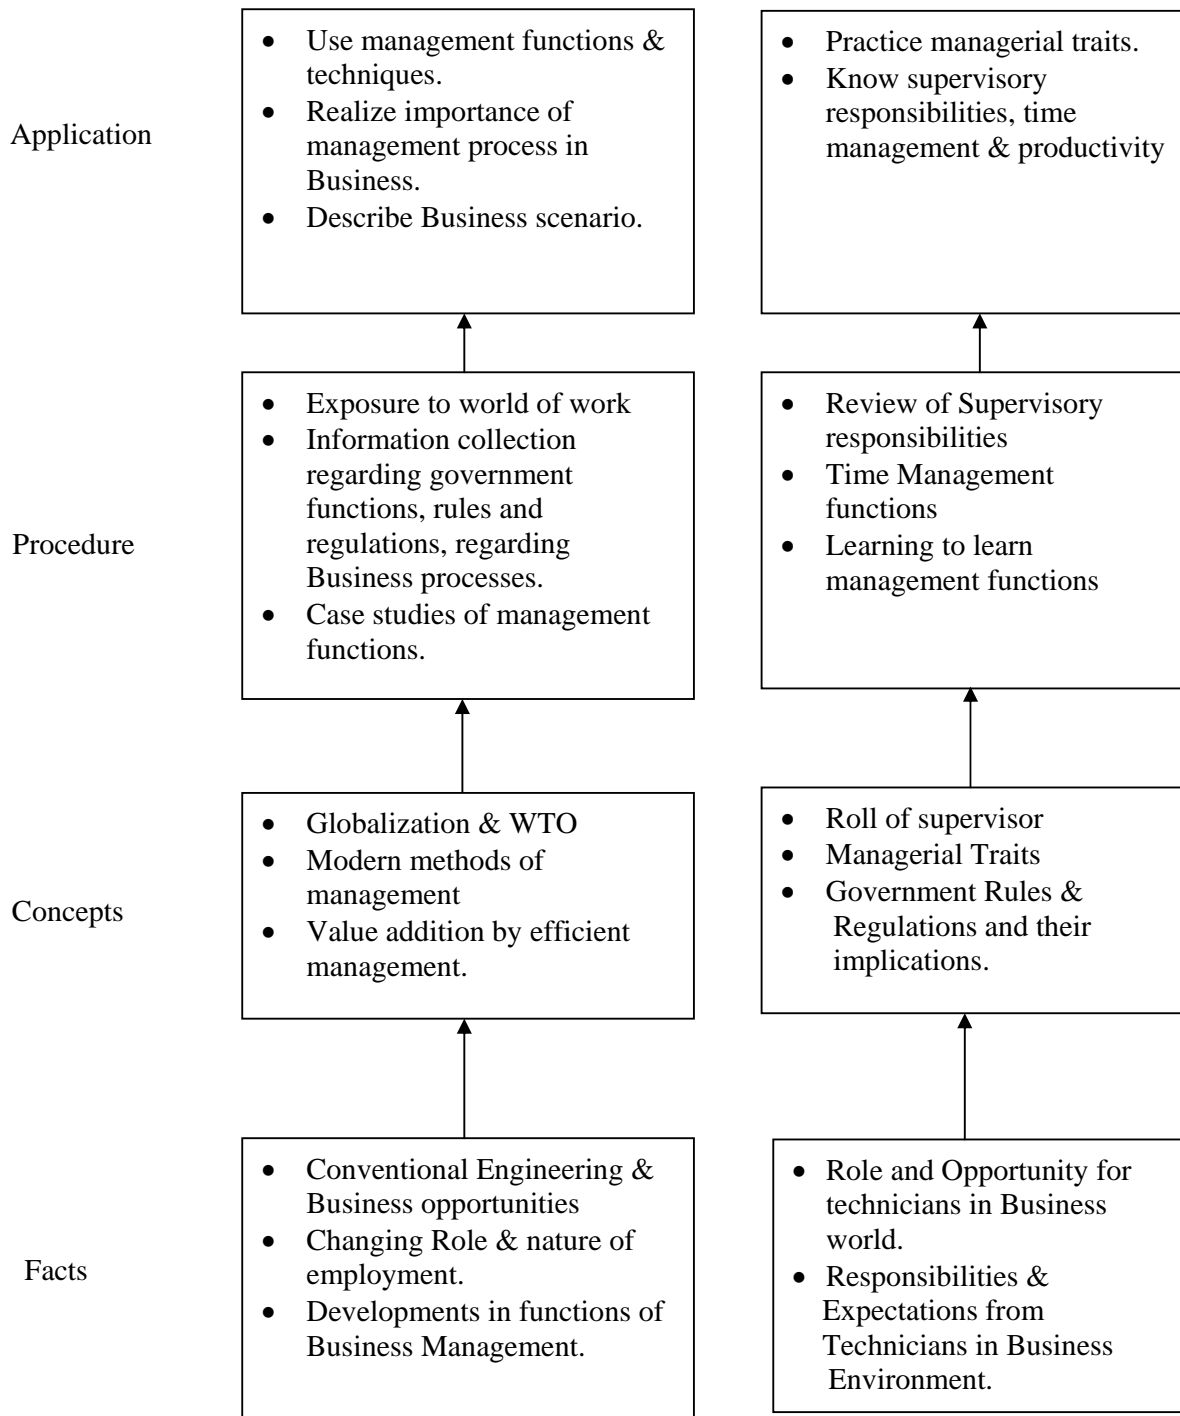 Application
• Use management functions &
techniques.
• Realize importance of
management process in
Business.
• Describe Business scenario.
• Practice managerial traits.
• Know supervisory
responsibilities, time
management & productivity
Procedure
• Exposure to world of work
• Information collection
regarding government
functions, rules and
regulations, regarding
Business processes.
• Case studies of management
functions.
• Review of Supervisory
responsibilities
• Time Management
functions
• Learning to learn
management functions
Concepts
• Globalization & WTO
• Modern methods of
management
• Value addition by efficient
management.
• Roll of supervisor
• Managerial Traits
• Government Rules &
Regulations and their
implications.
Facts
• Conventional Engineering &
Business opportunities
• Changing Role & nature of
employment.
• Developments in functions of
Business Management.
• Role and Opportunity for
technicians in Business
world.
• Responsibilities &
Expectations from
Technicians in Business
Environment.